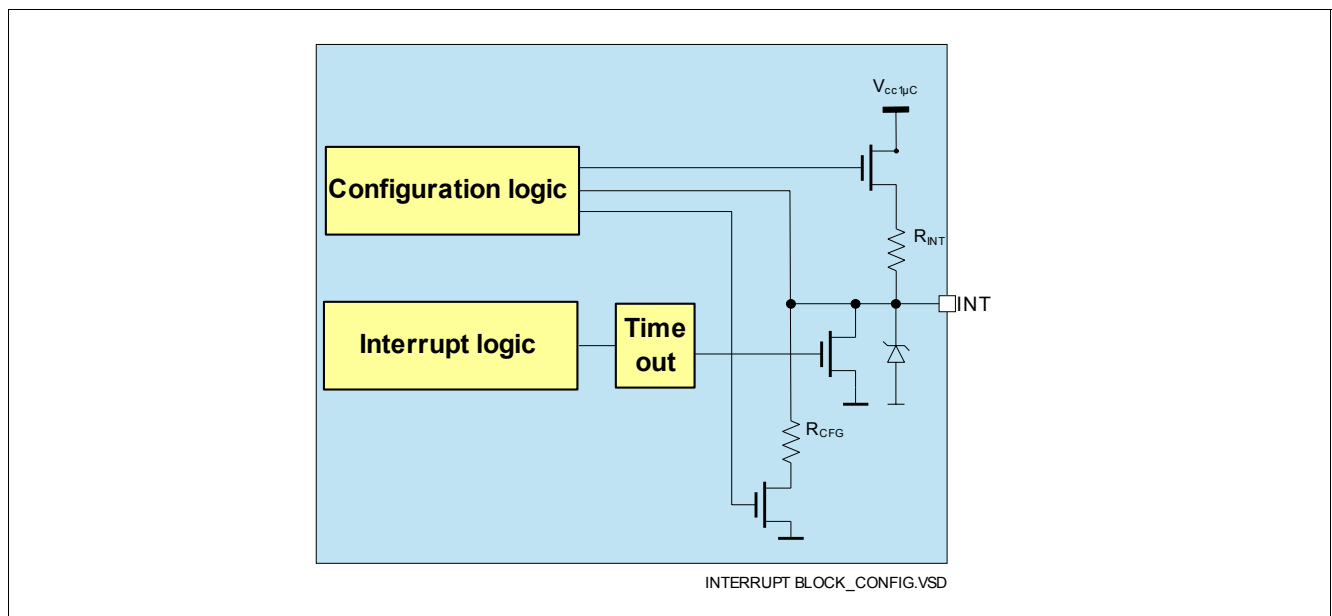 Vcc1µC
Configuration logic
RINT
INT
Interrupt logic
Time
out
RCFG
INTERRUPT BLOCK_CONFIG.VSD